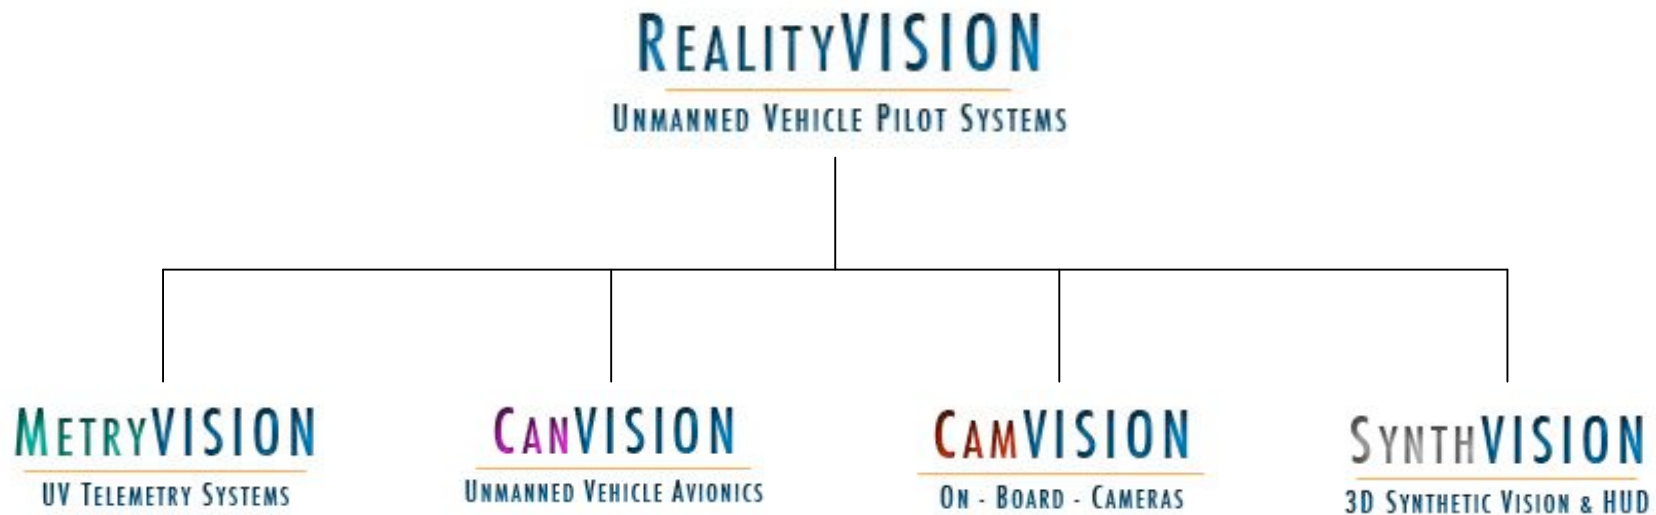 REALITYVISION
UNMANNED VEHICLE PILOT SYSTEMS
METRYVISION
UV TELEMETRY SYSTEMS
CANVISION
UNMANNED VEHICLE AVIONICS
CAMVISION
ON - BOARD - CAMERAS
SYNTHVISION
3D SYNTHETIC VISION & HUD